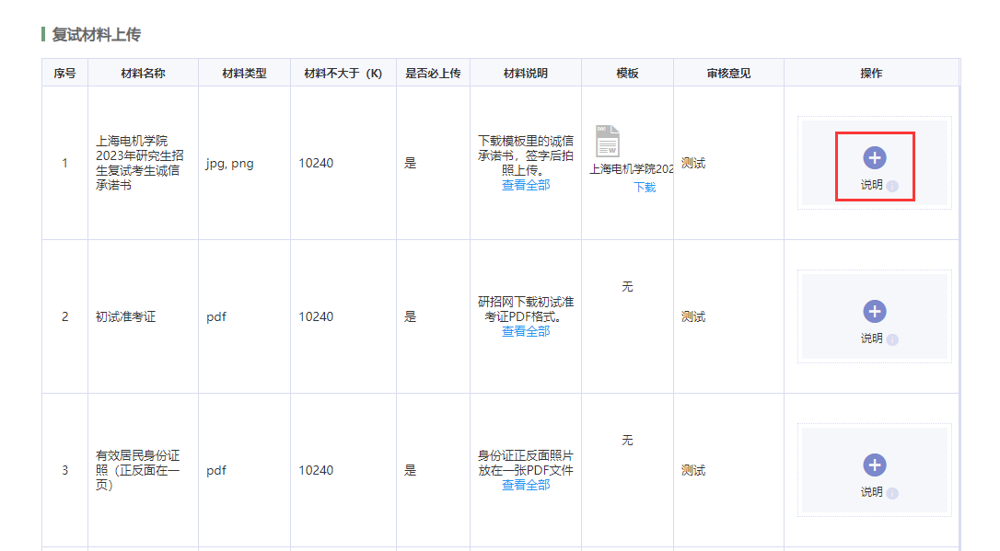 复试材料上传
序号 材料名称 材料类型 材料不大于（K） 是否必上传 材料说明 模板 审核意见 操作
1
上海电机学院
2023年研究生招
生复试考生诚信
承诺书
jpg, png
10240
是
下载模板里的诚信
承诺书，签字后拍
照上传。
查看全部
DOC
W
上海电机学院202
下载
测试
说明
2
初试准考证
pdf
10240
是
研招网下载初试准
考证PDF格式。
查看全部
无
测试
说明
3
有效居民身份证
照（正反面在一
页）
pdf
10240
是
身份证正反面照片
放在一张PDF文件
查看全部
无
测试
说明